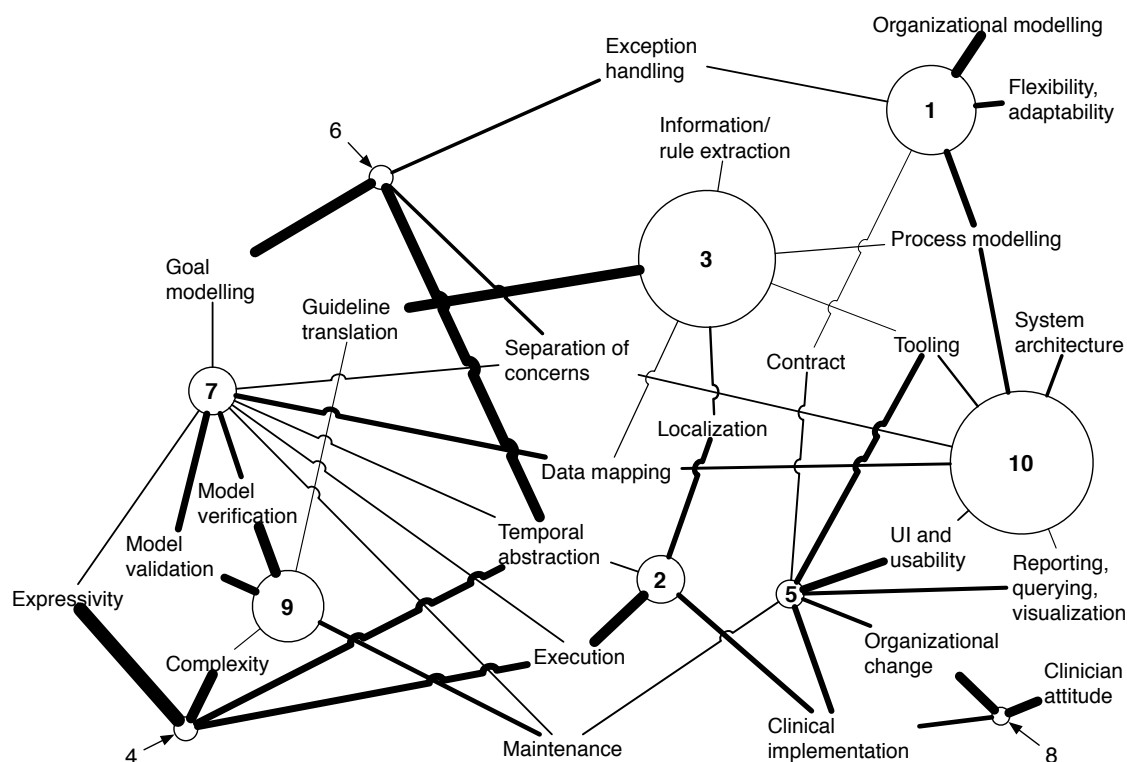 Organizational modelling
Exception
handling
Flexibility,
adaptability
1
6
Information/
rule extraction
3
Process modelling
Goal
modelling
Guideline
translation
Separation of
concerns
Tooling
System
architecture
Contract
7
Localization
Data mapping
10
Model
verification
Temporal
abstraction
Model
validation
UI and
usability
Reporting,
querying,
visualization
Expressivity
9
2
5
Complexity
Execution
Organizational
change
Clinician
attitude
4
Maintenance
Clinical
implementation
8